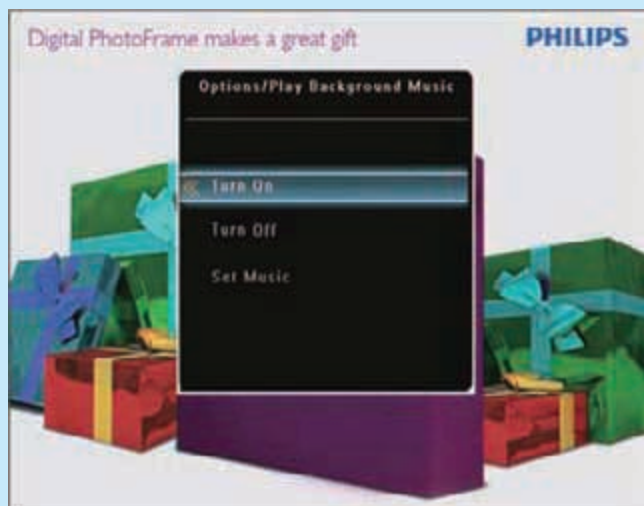 Digital PhotoFrame makes a great gift
PHILIPS
Options/Play Background Music
Turn On
Turn Off
Set Music